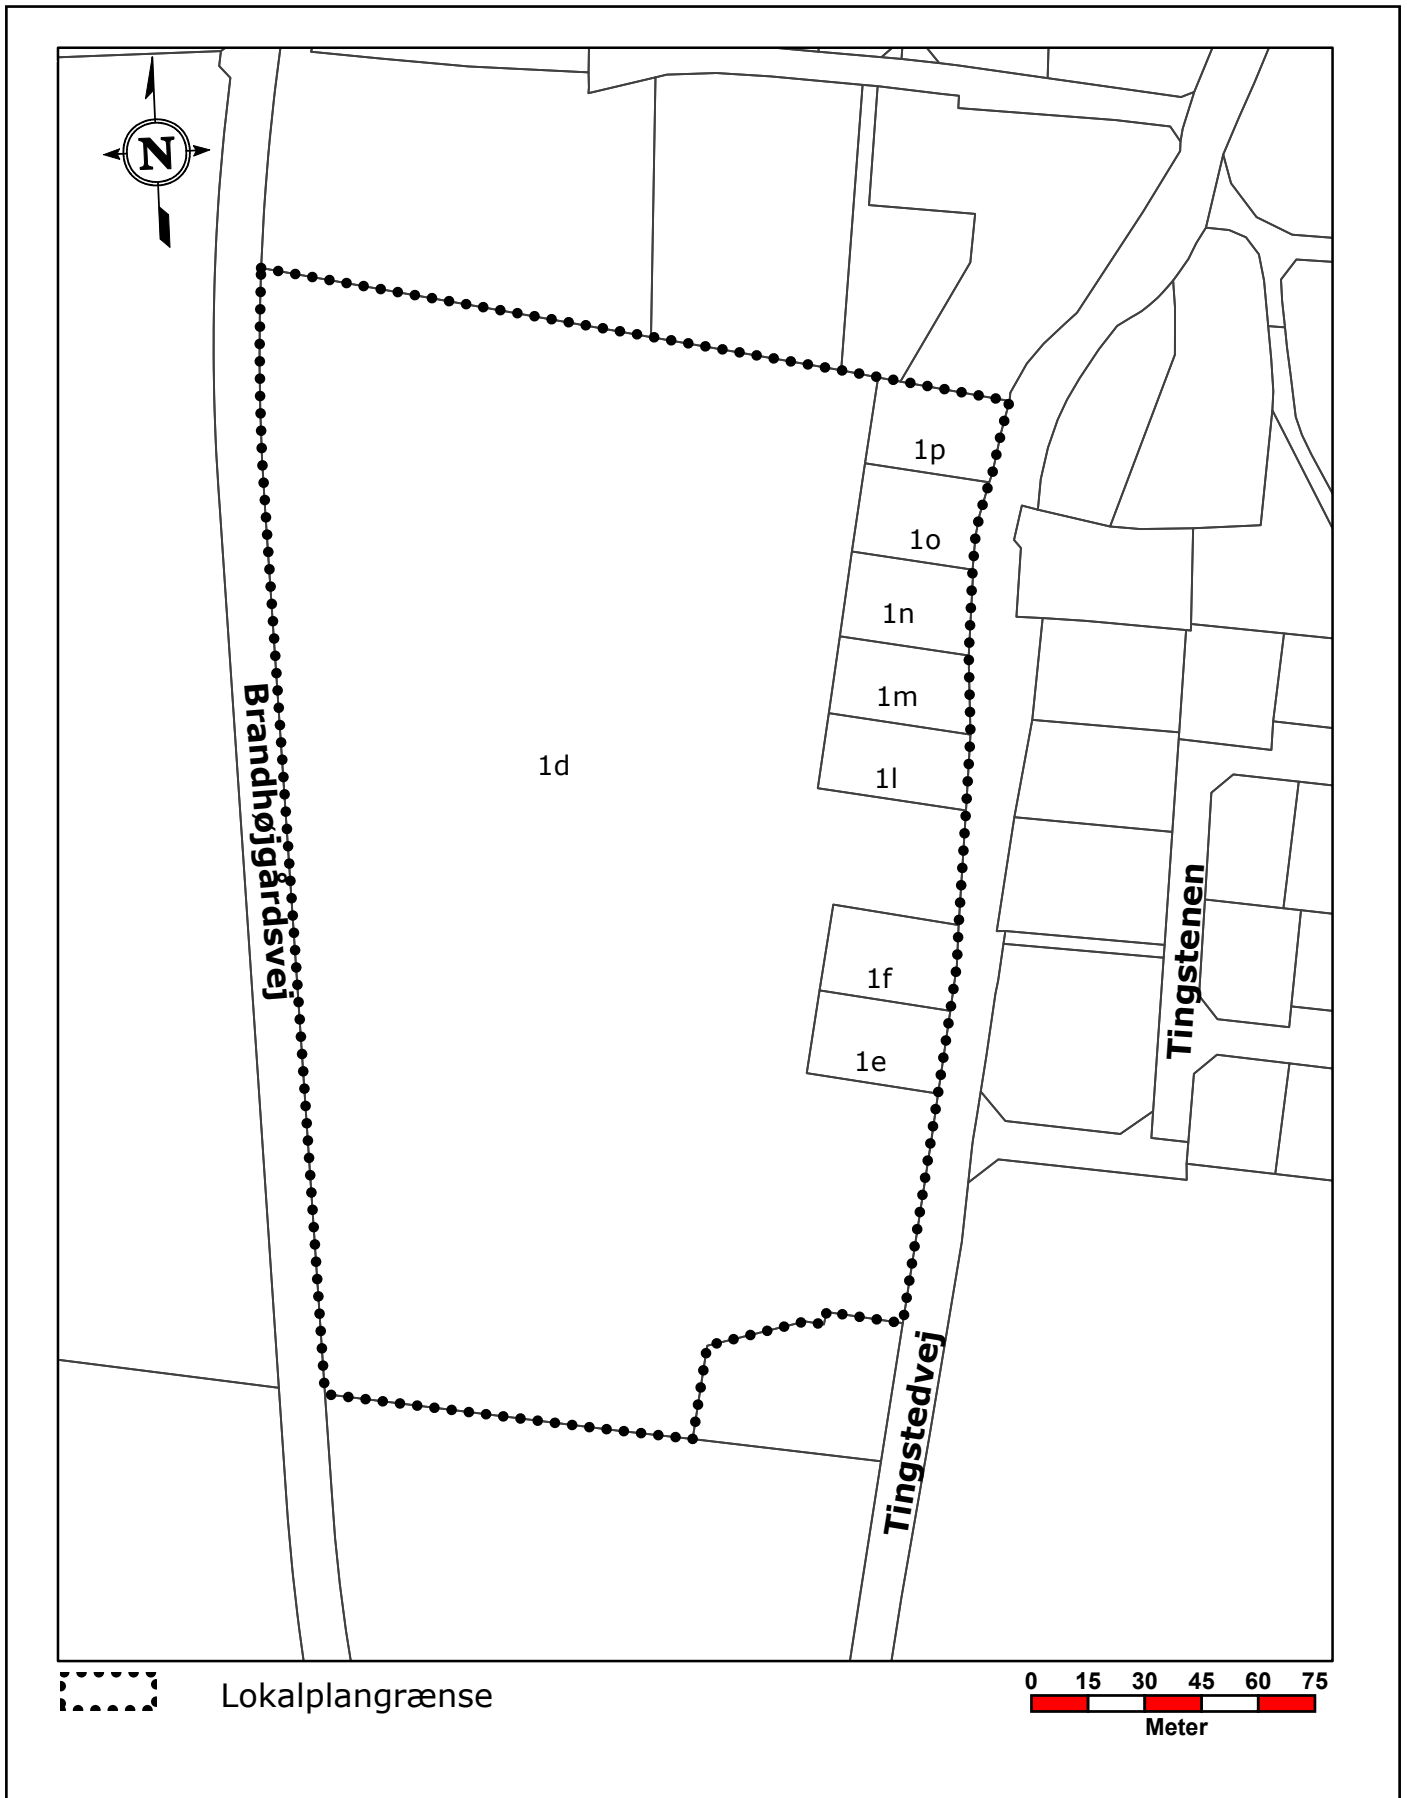 N
1p
1o
1n
1m
1l
1d
1f
1e
Brandhøjgårdsvej
Tingstenen
Tingstedvej
Lokalplangrænse
0 15 30 45 60 75
Meter